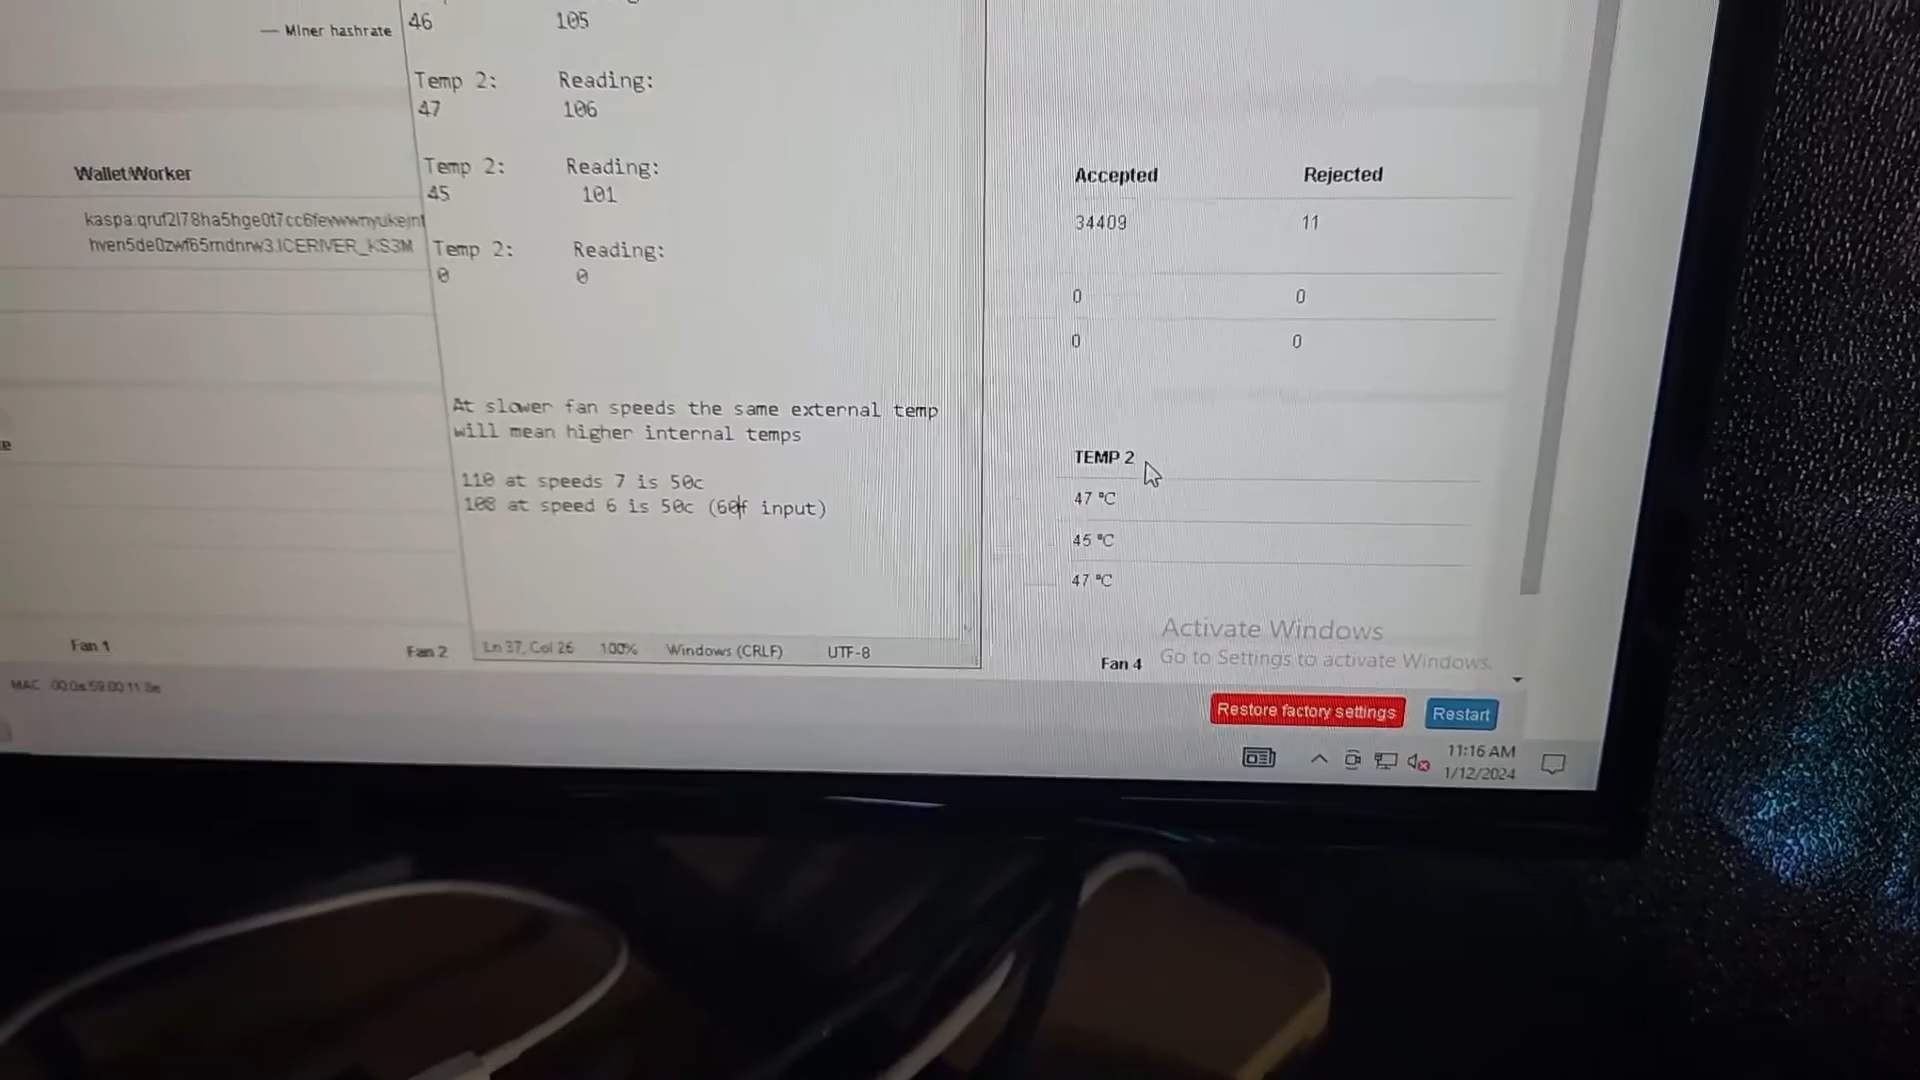 — Miner hashrate
46 105
Temp 2: Reading:
47 106
Temp 2: Reading:
45 101
Temp 2: Reading:
0 0
At slower fan speeds the same external temp
will mean higher internal temps
110 at speeds 7 is 50c
108 at speed 6 is 50c (60f input)
Ln 37, Col 26 100% Windows (CRLF) UTF-8
Wallet/Worker
hven5de0zwf65rndnrw3.ICERIVER_KS3M
Accepted Rejected
34409 11
0 0
0 0
TEMP 2
47 °C
45 °C
47 °C
Fan 1
Fan 2
Fan 4
Activate Windows
Go to Settings to activate Windows.
MAC
Restore factory settings Restart
11:16 AM
1/12/2024